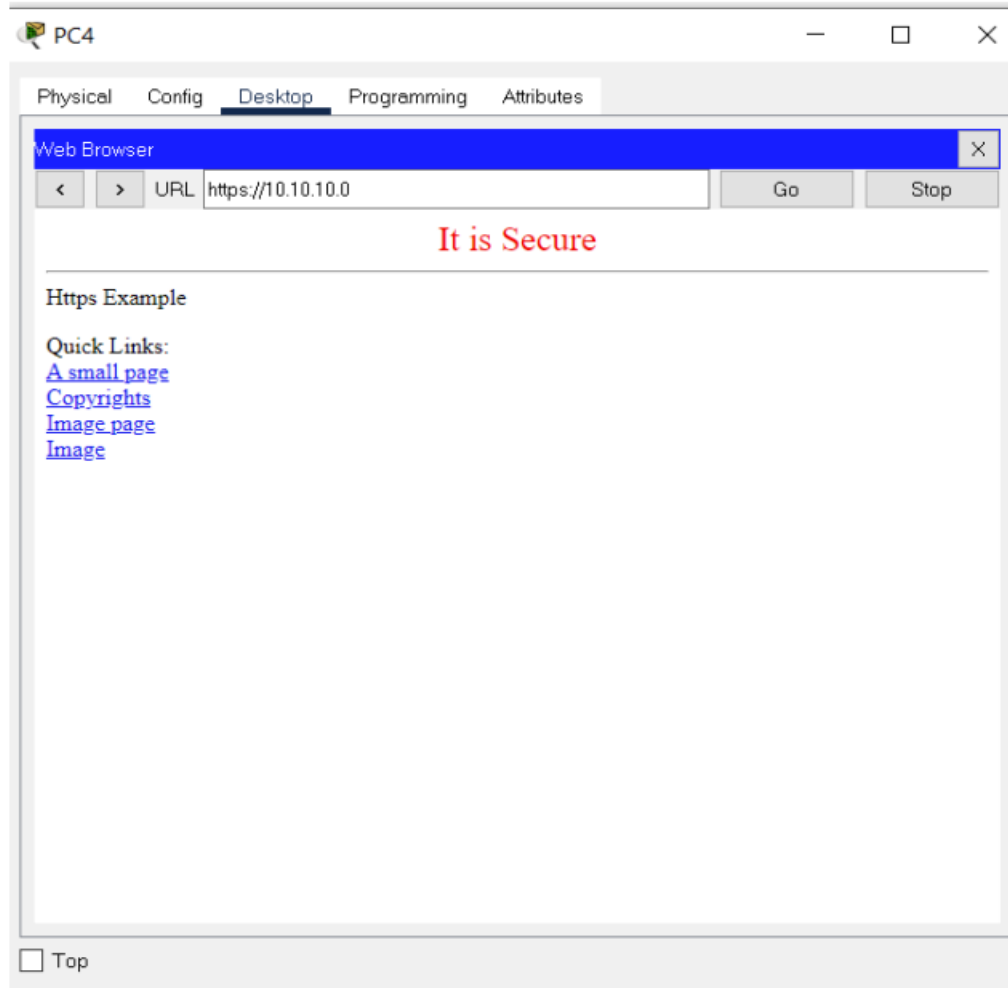 PC4
Physical Config Desktop Programming Attributes
Web Browser X
< > URL https://10.10.10.0 Go Stop
It is Secure
Https Example
Quick Links:
A small page
Copyrights
Image page
Image
Top